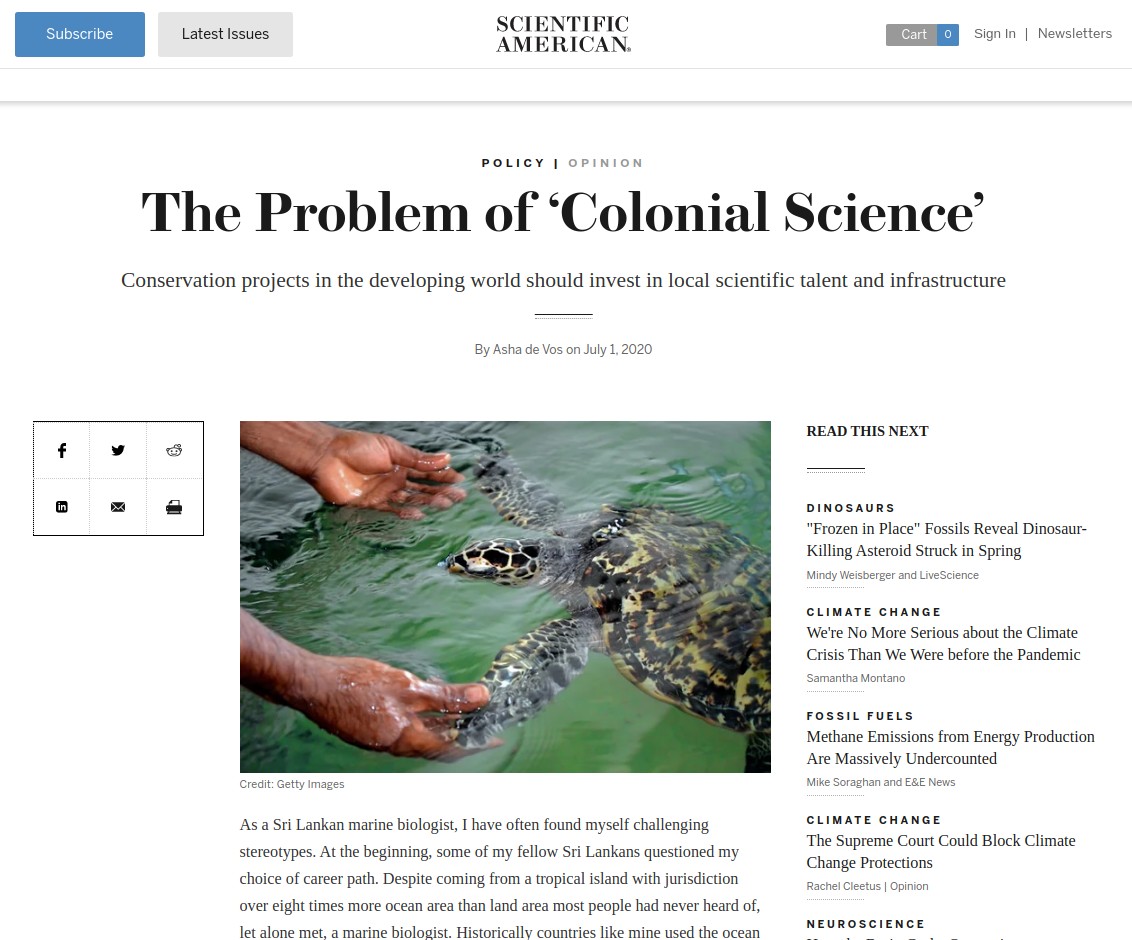 Subscribe
Latest Issues
SCIENTIFIC
AMERICAN®
Cart 0
Sign In | Newsletters
POLICY | OPINION
The Problem of ‘Colonial Science’
Conservation projects in the developing world should invest in local scientific talent and infrastructure
By Asha de Vos on July 1, 2020
Credit: Getty Images
As a Sri Lankan marine biologist, I have often found myself challenging
stereotypes. At the beginning, some of my fellow Sri Lankans questioned my
choice of career path. Despite coming from a tropical island with jurisdiction
over eight times more ocean area than land area most people had never heard of,
let alone met, a marine biologist. Historically countries like mine used the ocean
READ THIS NEXT
DINOSAURS
"Frozen in Place" Fossils Reveal Dinosaur-
Killing Asteroid Struck in Spring
Mindy Weisberger and LiveScience
CLIMATE CHANGE
We're No More Serious about the Climate
Crisis Than We Were before the Pandemic
Samantha Montano
FOSSIL FUELS
Methane Emissions from Energy Production
Are Massively Undercounted
Mike Soraghan and E&E News
CLIMATE CHANGE
The Supreme Court Could Block Climate
Change Protections
Rachel Cleetus | Opinion
NEUROSCIENCE